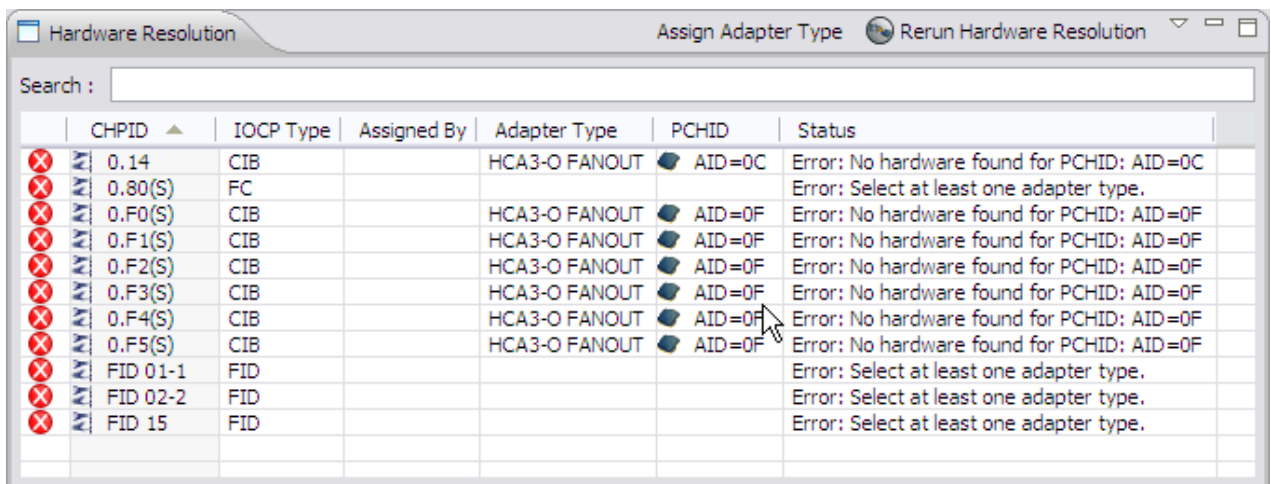 Hardware Resolution Assign Adapter Type Rerun Hardware Resolution
Search :
CHPID IOCP Type Assigned By Adapter Type PCHID Status
0.14 CIB HCA3-O FANOUT AID=0C Error: No hardware found for PCHID: AID=0C
0.80(S) FC Error: Select at least one adapter type.
0.F0(S) CIB HCA3-O FANOUT AID=0F Error: No hardware found for PCHID: AID=0F
0.F1(S) CIB HCA3-O FANOUT AID=0F Error: No hardware found for PCHID: AID=0F
0.F2(S) CIB HCA3-O FANOUT AID=0F Error: No hardware found for PCHID: AID=0F
0.F3(S) CIB HCA3-O FANOUT AID=0F Error: No hardware found for PCHID: AID=0F
0.F4(S) CIB HCA3-O FANOUT AID=0F Error: No hardware found for PCHID: AID=0F
0.F5(S) CIB HCA3-O FANOUT AID=0F Error: No hardware found for PCHID: AID=0F
FID 01-1 FID Error: Select at least one adapter type.
FID 02-2 FID Error: Select at least one adapter type.
FID 15 FID Error: Select at least one adapter type.